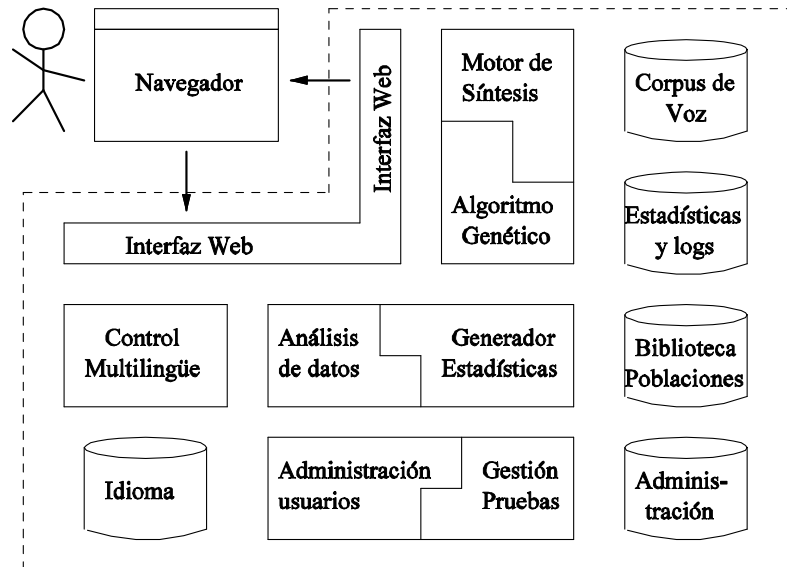 Navegador
Interfaz Web
Interfaz Web
Motor de
Síntesis
Algoritmo
Genético
Corpus de
Voz
Estadísticas
y logs
Control
Multilingüe
Análisis
de datos
Generador
Estadísticas
Biblioteca
Poblaciones
Idioma
Administración
usuarios
Gestión
Pruebas
Adminis-
tración